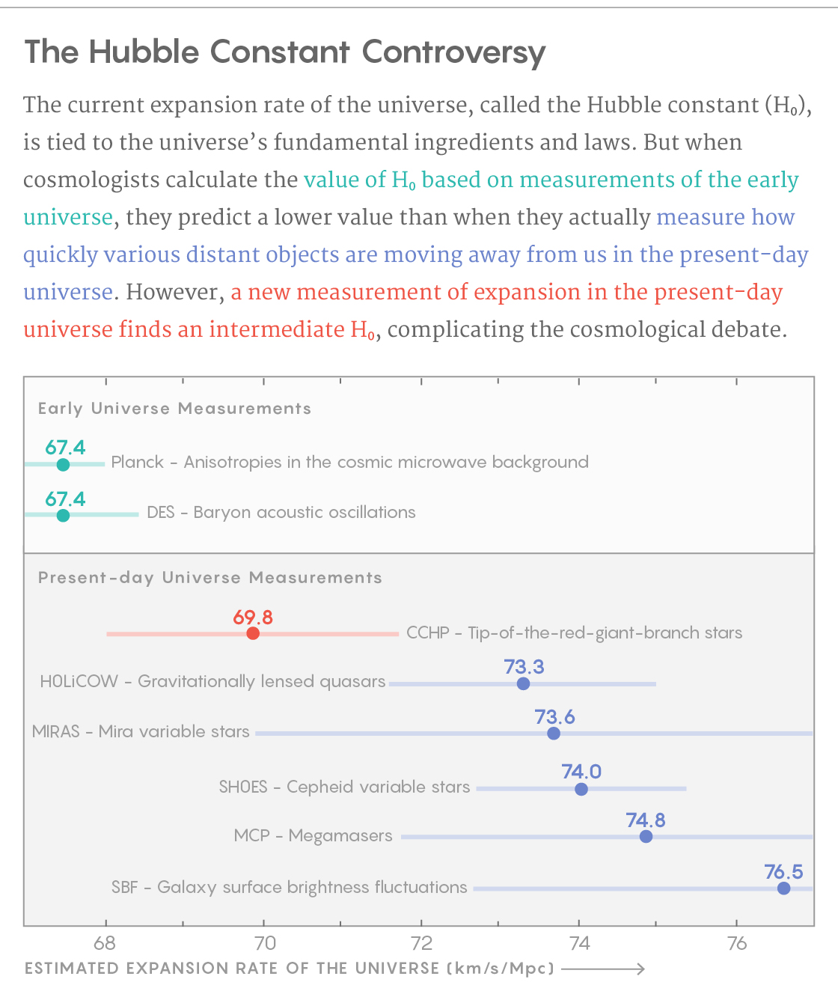 The Hubble Constant Controversy
The current expansion rate of the universe, called the Hubble constant (H₀),
is tied to the universe’s fundamental ingredients and laws. But when
cosmologists calculate the value of H₀ based on measurements of the early
universe, they predict a lower value than when they actually measure how
quickly various distant objects are moving away from us in the present-day
universe. However, a new measurement of expansion in the present-day
universe finds an intermediate H₀, complicating the cosmological debate.
Early Universe Measurements
67.4
Planck - Anisotropies in the cosmic microwave background
67.4
DES - Baryon acoustic oscillations
Present-day Universe Measurements
69.8
CCHP - Tip-of-the-red-giant-branch stars
73.3
H0LiCOW - Gravitationally lensed quasars
73.6
MIRAS - Mira variable stars
74.0
SH0ES - Cepheid variable stars
74.8
MCP - Megamasers
76.5
SBF - Galaxy surface brightness fluctuations
68 70 72 74 76
ESTIMATED EXPANSION RATE OF THE UNIVERSE (km/s/Mpc)